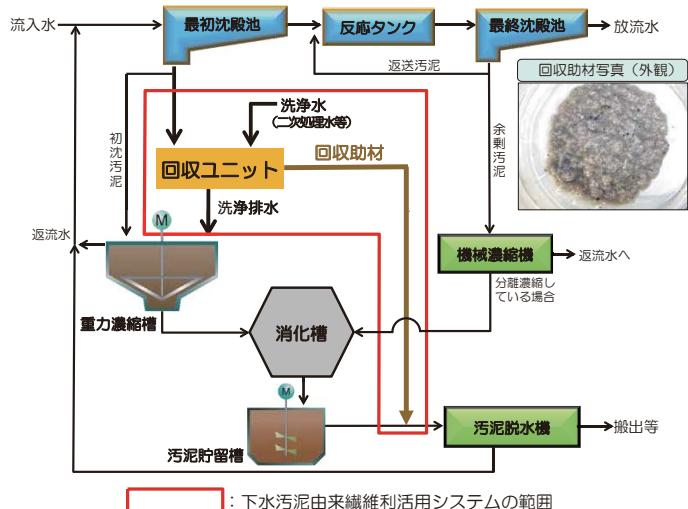 流入水
最初沈殿池
反応タンク
最終沈殿池
放流水
返送汚泥
回収助材写真（外観）
洗浄水
（二次処理水等）
初沈汚泥
余剰汚泥
回収ユニット
回収助材
洗浄排水
M
返流水
機械濃縮機
返流水へ
分離濃縮し
ている場合
重力濃縮槽
消化槽
M
汚泥貯留槽
汚泥脱水機
搬出等
：下水汚泥由来繊維利活用システムの範囲